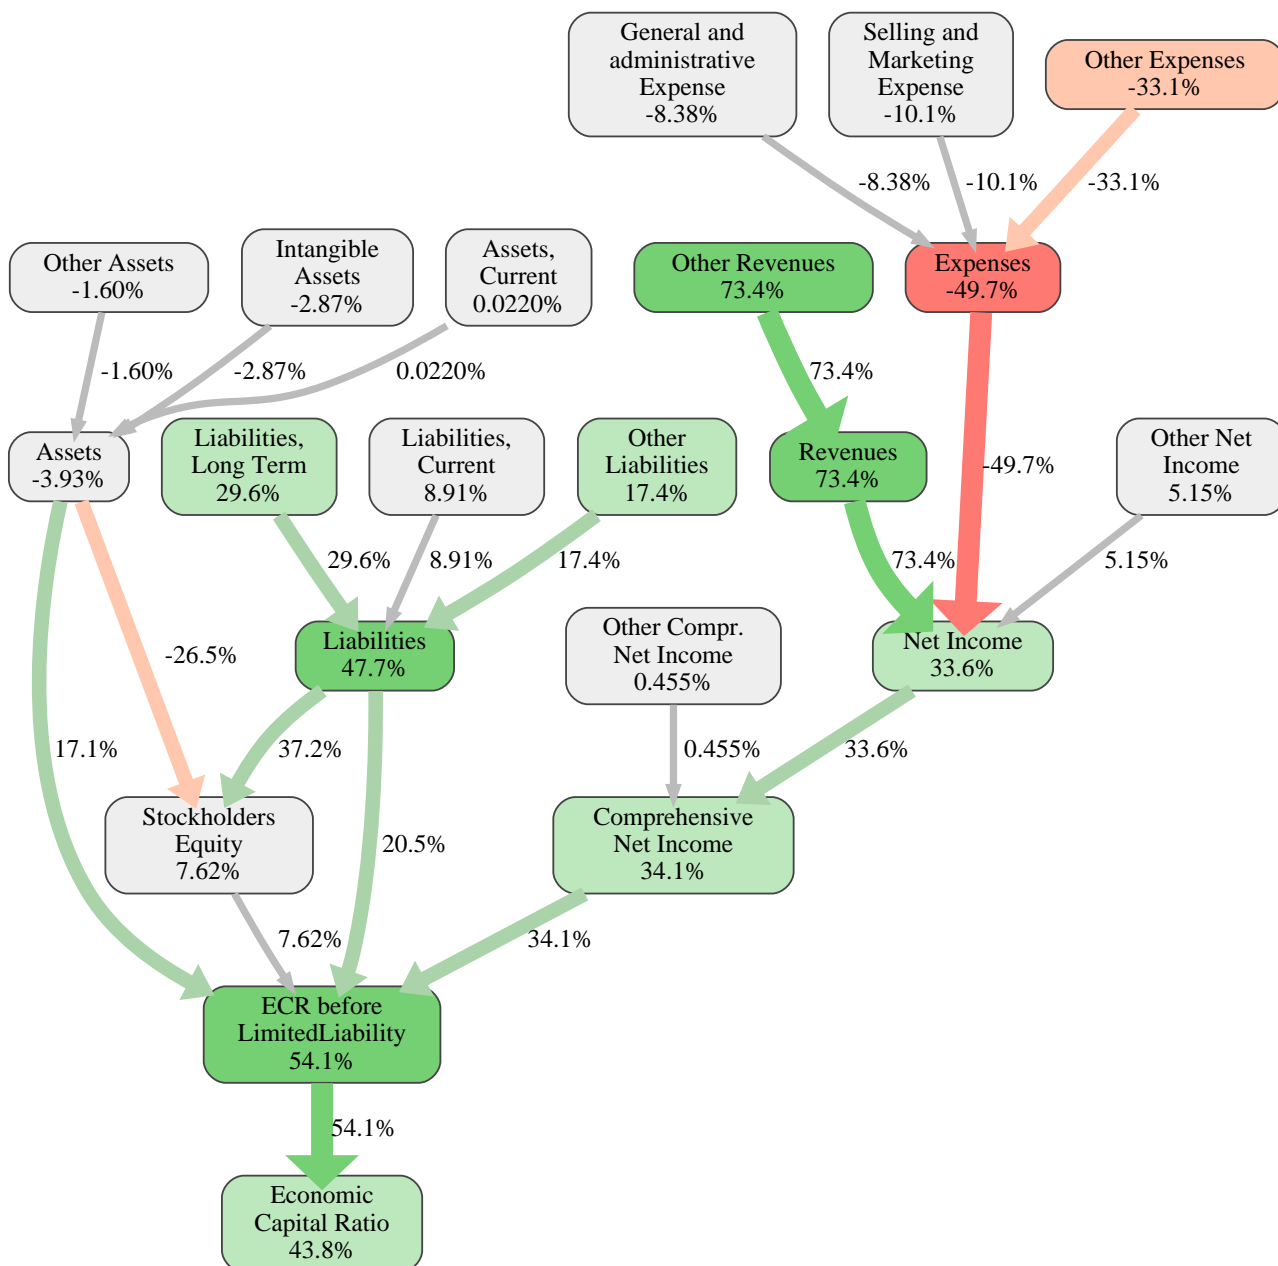 General and
administrative
Expense
-8.38%
Selling and
Marketing
Expense
-10.1%
Other Expenses
-33.1%
-8.38%
-10.1%
-33.1%
Other Assets
-1.60%
Intangible
Assets
-2.87%
Assets,
Current
0.0220%
Other Revenues
73.4%
Expenses
-49.7%
-1.60%
-2.87%
0.0220%
73.4%
-49.7%
Assets
-3.93%
Liabilities,
Long Term
29.6%
Liabilities,
Current
8.91%
Other
Liabilities
17.4%
Revenues
73.4%
Other Net
Income
5.15%
29.6%
8.91%
17.4%
73.4%
5.15%
-26.5%
Liabilities
47.7%
Other Compr.
Net Income
0.455%
Net Income
33.6%
17.1%
37.2%
20.5%
0.455%
33.6%
Stockholders
Equity
7.62%
Comprehensive
Net Income
34.1%
7.62%
34.1%
ECR before
LimitedLiability
54.1%
54.1%
Economic
Capital Ratio
43.8%